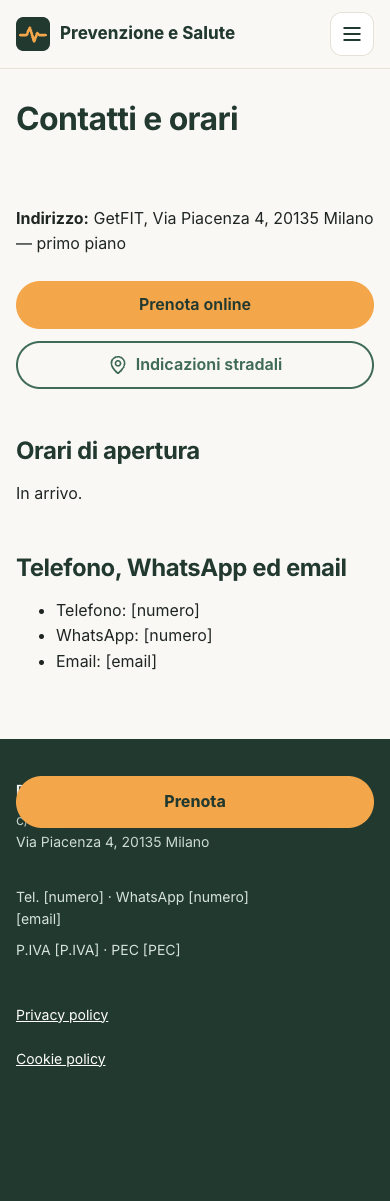 Prevenzione e Salute
Contatti e orari
Indirizzo: GetFIT, Via Piacenza 4, 20135 Milano
— primo piano
Prenota online
Indicazioni stradali
Orari di apertura
In arrivo.
Telefono, WhatsApp ed email
• Telefono: [numero]
• WhatsApp: [numero]
• Email: [email]
Prenota
Via Piacenza 4, 20135 Milano
Tel. [numero] · WhatsApp [numero]
[email]
P.IVA [P.IVA] · PEC [PEC]
Privacy policy
Cookie policy